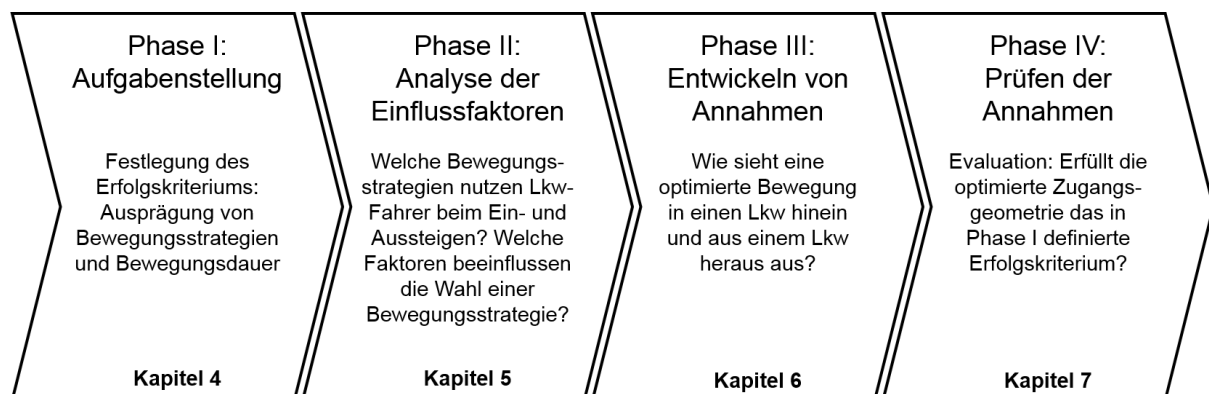 Phase I:
Aufgabenstellung
Festlegung des
Erfolgskriteriums:
Ausprägung von
Bewegungsstrategien
und Bewegungsdauer
Kapitel 4
Phase II:
Analyse der
Einflussfaktoren
Welche Bewegungs-
strategien nutzen Lkw-
Fahrer beim Ein- und
Aussteigen? Welche
Faktoren beeinflussen
die Wahl einer
Bewegungsstrategie?
Kapitel 5
Phase III:
Entwickeln von
Annahmen
Wie sieht eine
optimierte Bewegung
in einen Lkw hinein
und aus einem Lkw
heraus aus?
Kapitel 6
Phase IV:
Prüfen der
Annahmen
Evaluation: Erfüllt die
optimierte Zugangs-
geometrie das in
Phase I definierte
Erfolgskriterium?
Kapitel 7